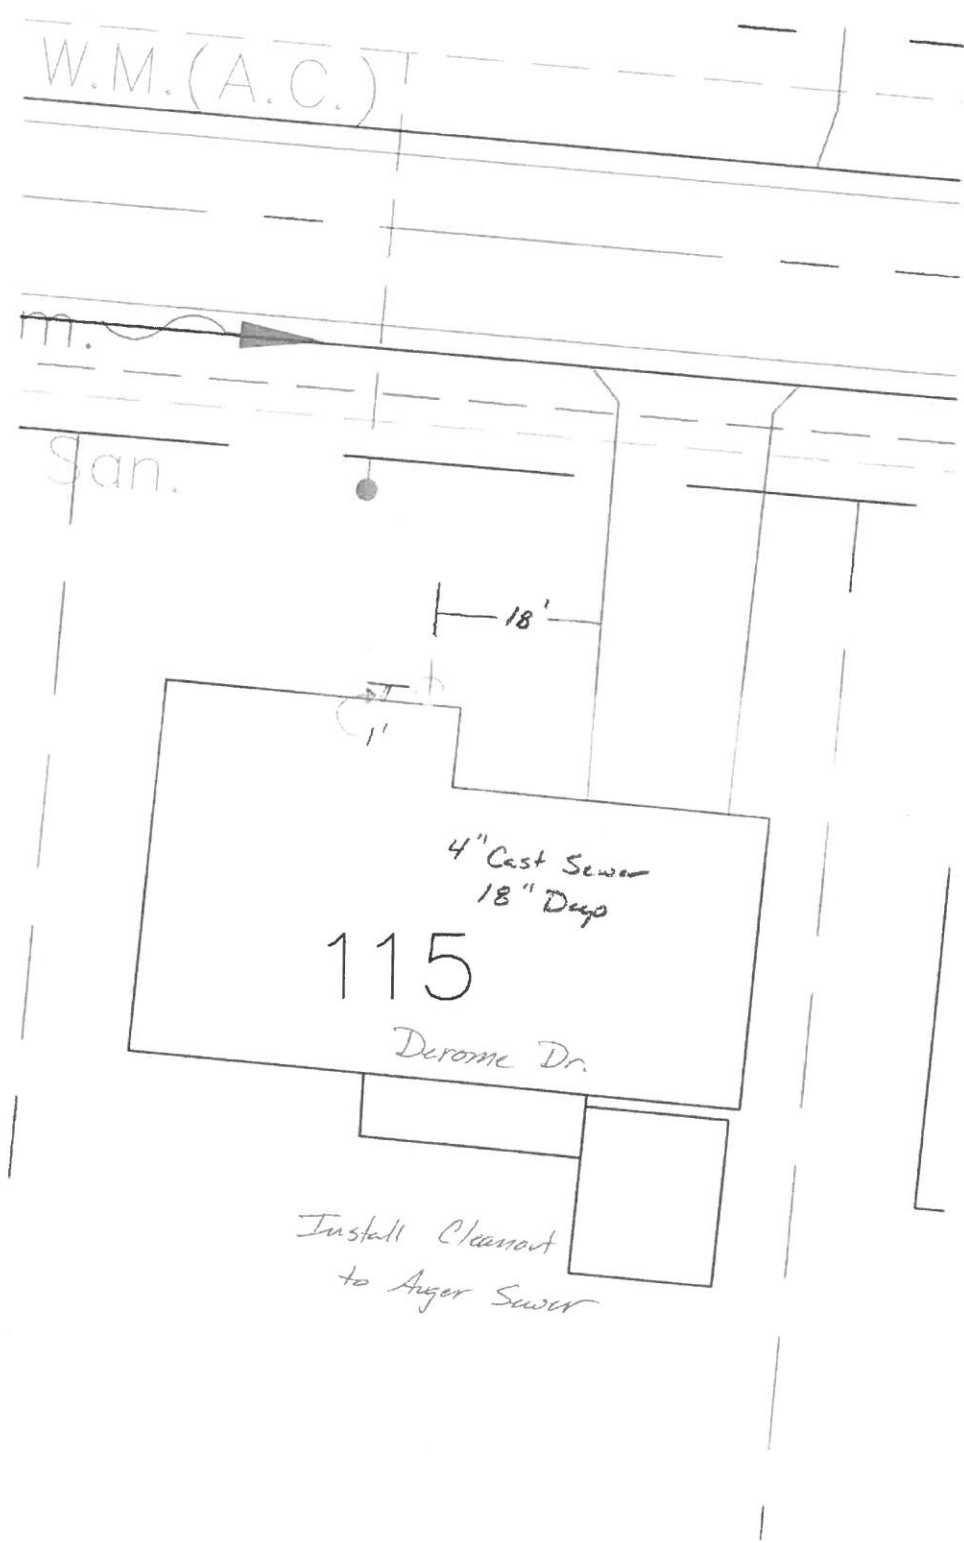 W.M.(A.C.)
m.
San.
18'
1'
4" Cast Sewer
18" Deep
115
Derome Dr.
Install Cleanout
to Auger Sewer